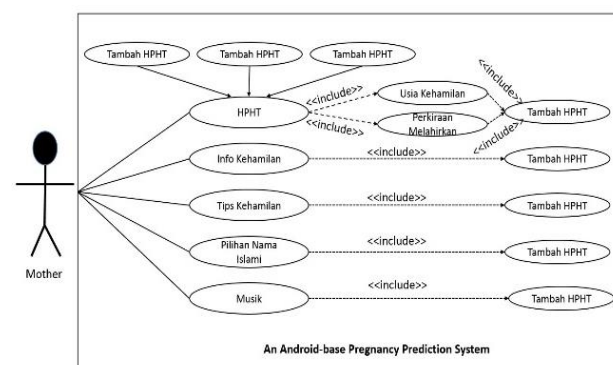 Tambah HPHT
Tambah HPHT
Tambah HPHT
HPHT
<<include>>
<<include>>
Usia Kehamilan
Perkiraan
Melahirkan
<<include>>
<<include>>
Tambah HPHT
Info Kehamilan
<<include>>
Tambah HPHT
Tips Kehamilan
<<include>>
Tambah HPHT
Pilihan Nama
Islami
<<include>>
Tambah HPHT
Musik
<<include>>
Tambah HPHT
Mother
An Android-base Pregnancy Prediction System